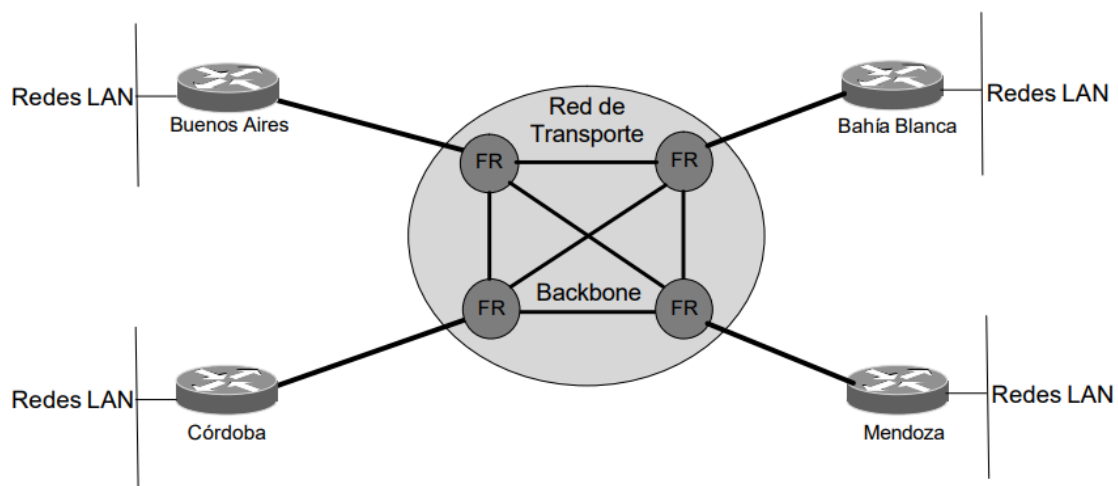 Redes LAN
Buenos Aires
Red de
Transporte
Bahía Blanca
Redes LAN
FR
FR
FR
Backbone
FR
Redes LAN
Córdoba
Mendoza
Redes LAN